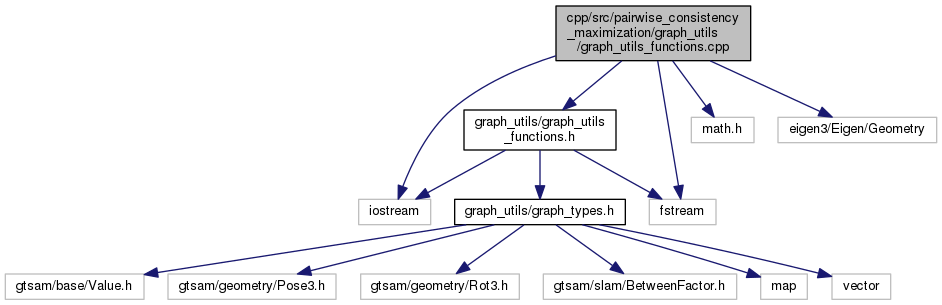 cpp/src/pairwise_consistency
_maximization/graph_utils
/graph_utils_functions.cpp
graph_utils/graph_utils
_functions.h
math.h
eigen3/Eigen/Geometry
iostream
graph_utils/graph_types.h
fstream
gtsam/base/Value.h
gtsam/geometry/Pose3.h
gtsam/geometry/Rot3.h
gtsam/slam/BetweenFactor.h
map
vector